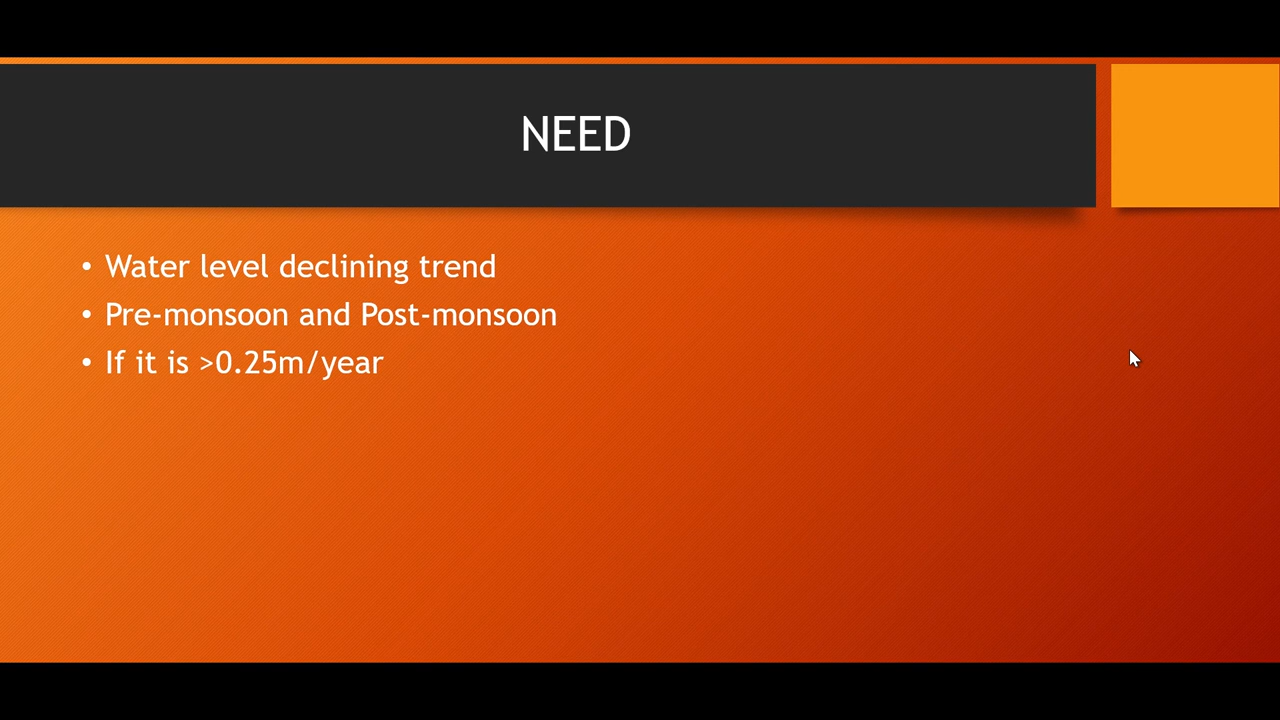 NEED
• Water level declining trend
• Pre-monsoon and Post-monsoon
• If it is >0.25m/year